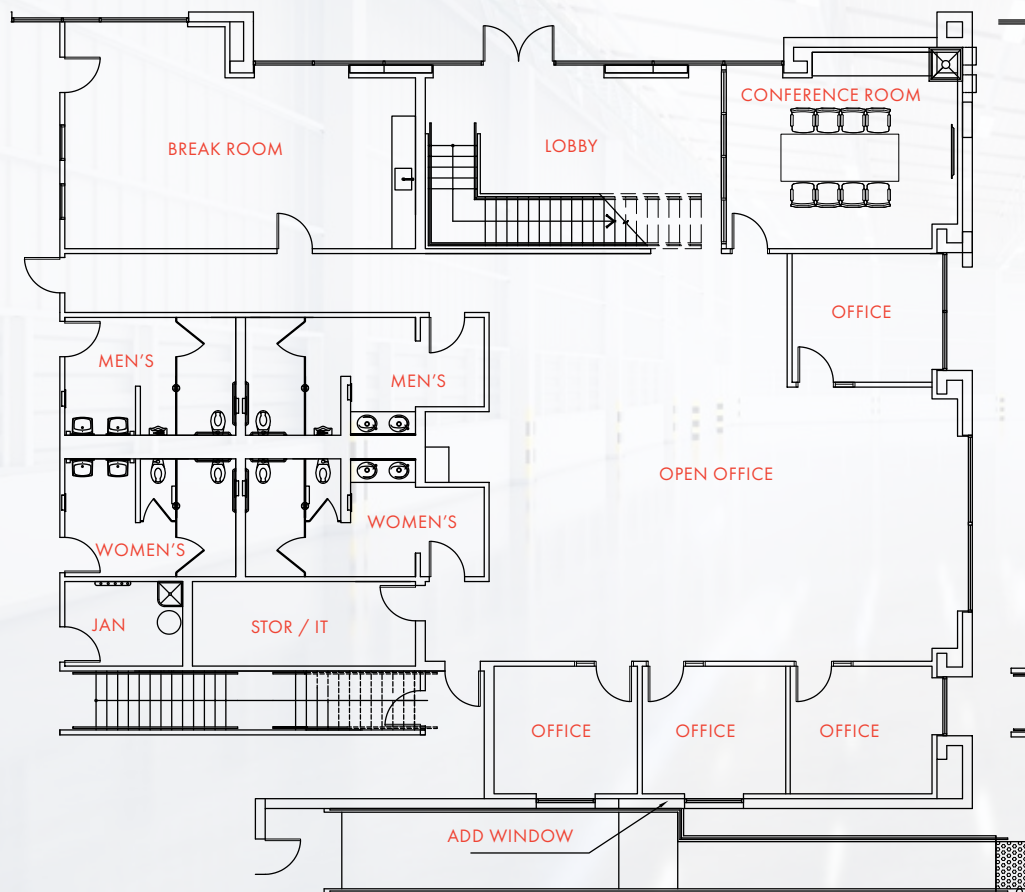 CONFERENCE ROOM
BREAK ROOM
LOBBY
OFFICE
MEN'S
MEN'S
OPEN OFFICE
WOMEN'S
WOMEN'S
JAN
STOR / IT
OFFICE
OFFICE
OFFICE
ADD WINDOW